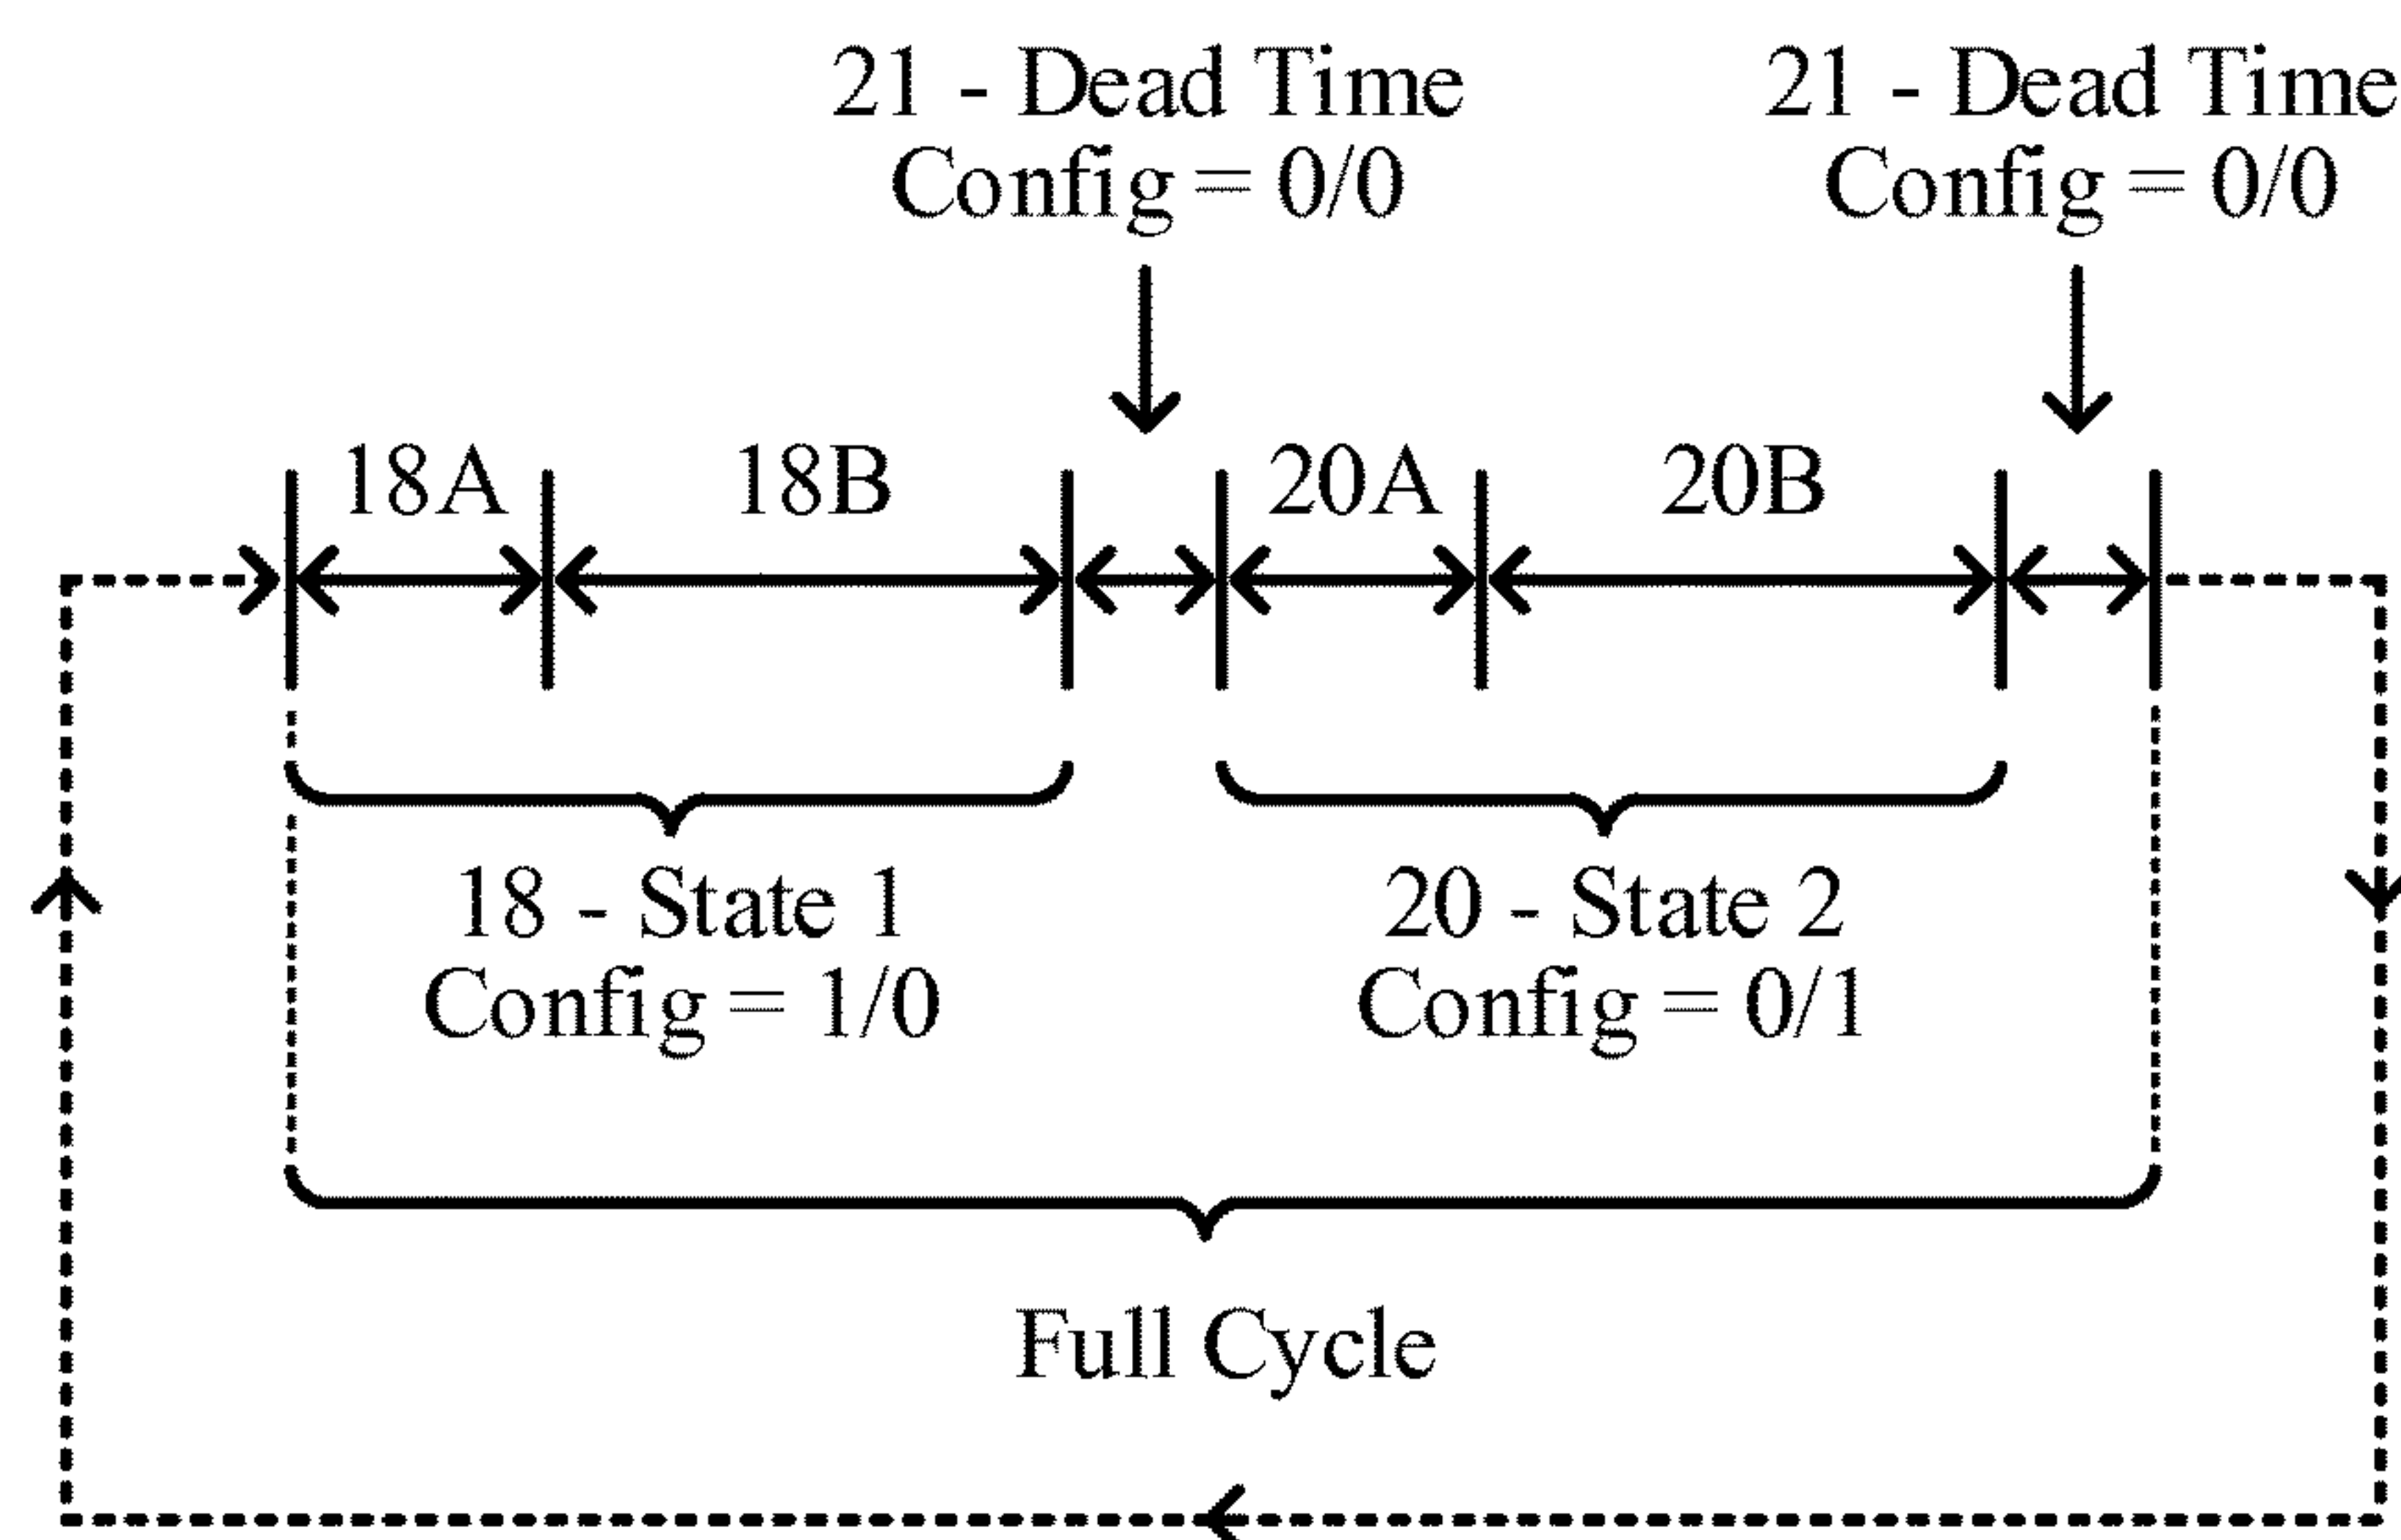 21 - Dead Time
Config = 0/0
21 - Dead Time
Config = 0/0
18A
18B
20A
20B
18 - State 1
Config = 1/0
20 - State 2
Config = 0/1
Full Cycle